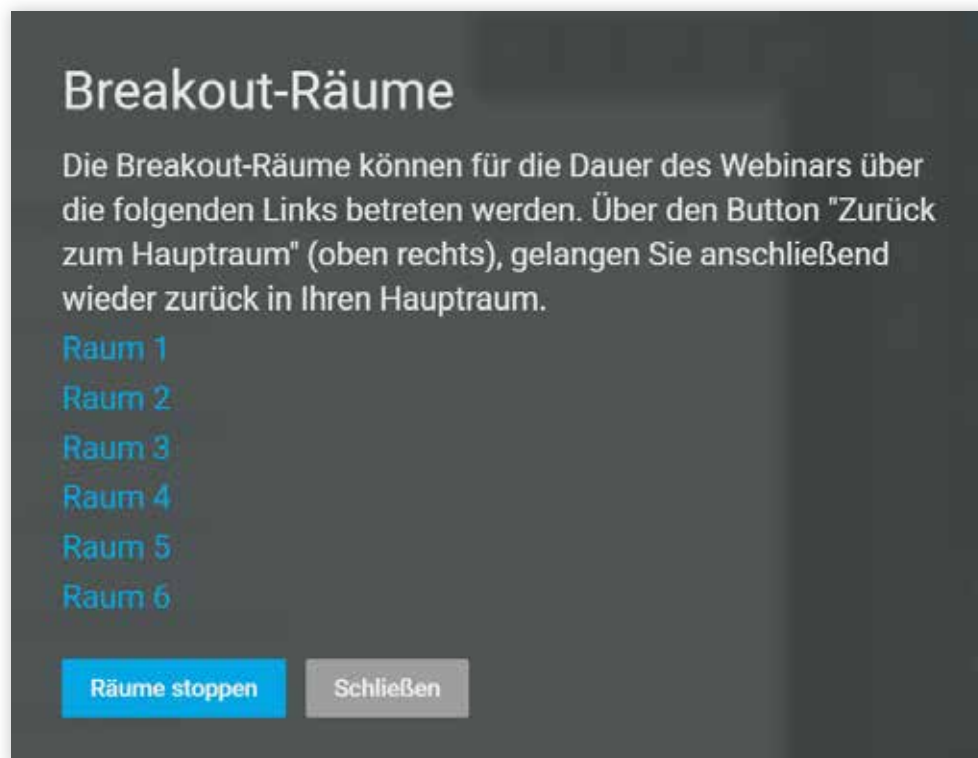 Breakout-Räume
Die Breakout-Räume können für die Dauer des Webinars über
die folgenden Links betreten werden. Über den Button "Zurück
zum Hauptraum" (oben rechts), gelangen Sie anschließend
wieder zurück in Ihren Hauptraum.
Raum 1
Raum 2
Raum 3
Raum 4
Raum 5
Raum 6
Räume stoppen Schließen